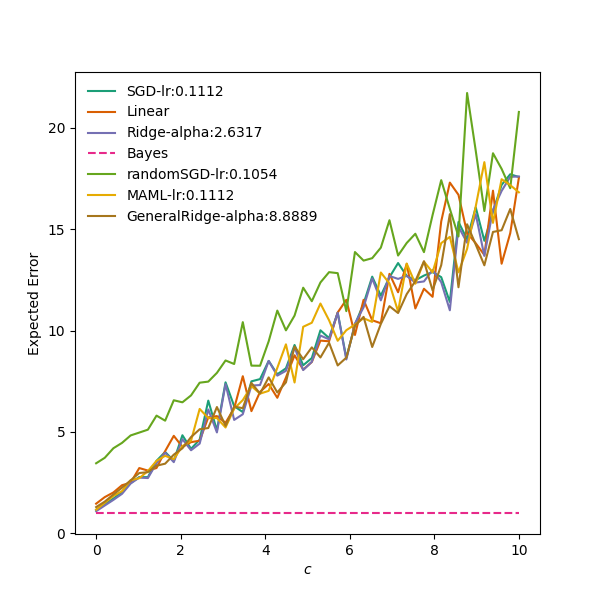 SGD-lr:0.1112
Linear
Ridge-alpha:2.6317
Bayes
randomSGD-lr:0.1054
MAML-lr:0.1112
GeneralRidge-alpha:8.8889
Expected Error
20
15
10
5
0
0 2 4 6 8 10
c